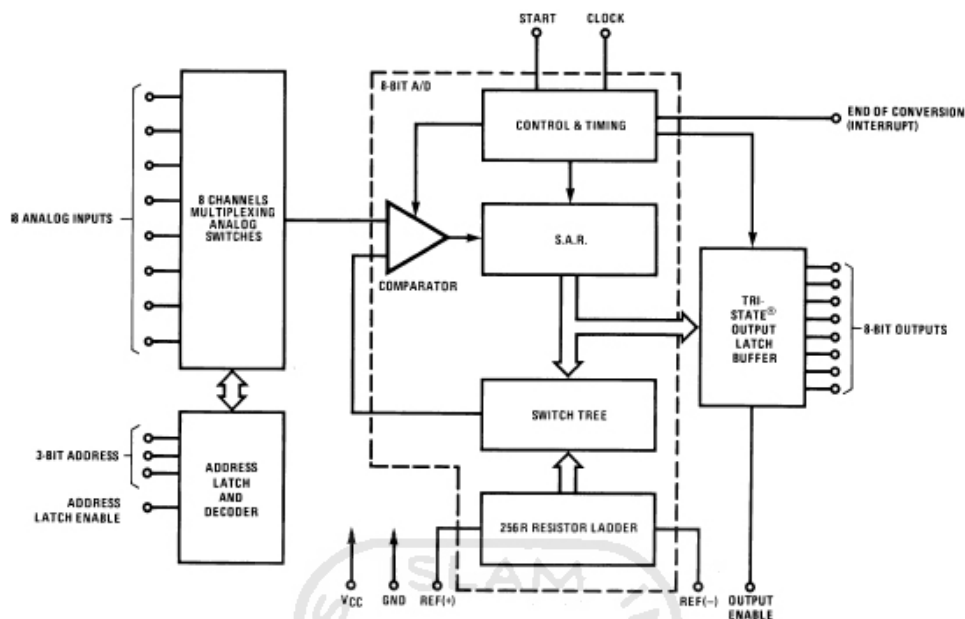 START
CLOCK
8-BIT A/D
CONTROL & TIMING
END OF CONVERSION
(INTERRUPT)
8 ANALOG INPUTS
8 CHANNELS
MULTIPLEXING
ANALOG
SWITCHES
S.A.R.
COMPARATOR
TRI-
STATE®
OUTPUT
LATCH
BUFFER
8-BIT OUTPUTS
SWITCH TREE
3-BIT ADDRESS
ADDRESS
LATCH ENABLE
ADDRESS
LATCH
AND
DECODER
256R RESISTOR LADDER
VCC
GND
REF(+)
REF(−)
OUTPUT
ENABLE
SLAM